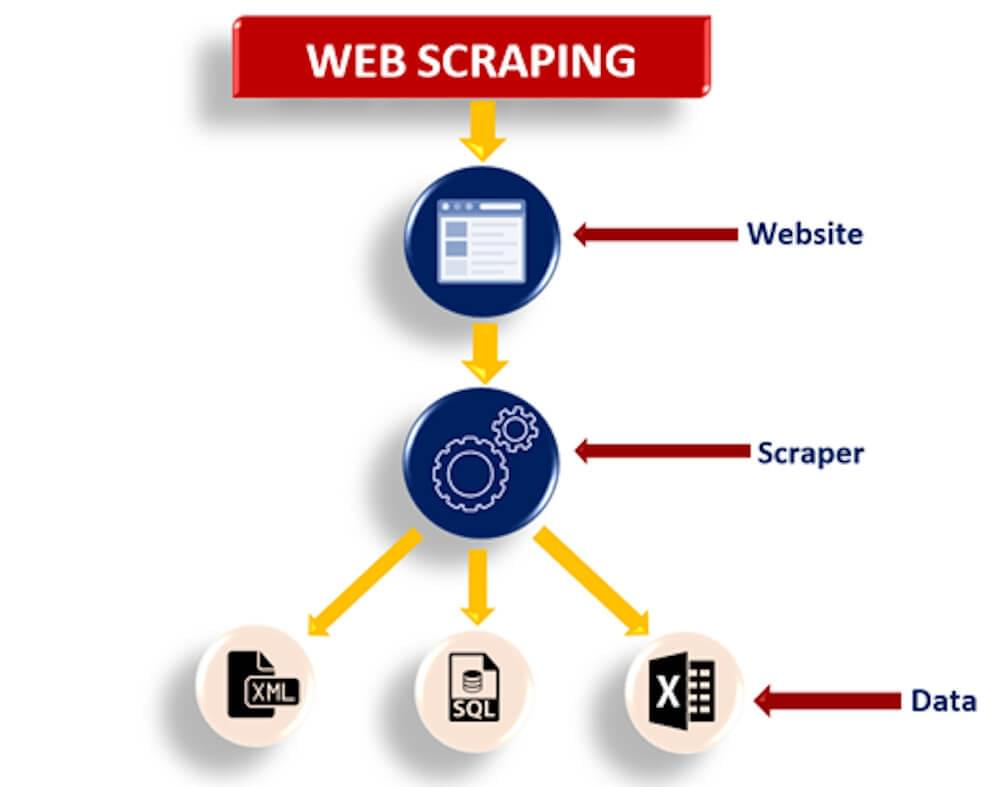 WEB SCRAPING
Website
Scraper
XML
SQL
X
Data